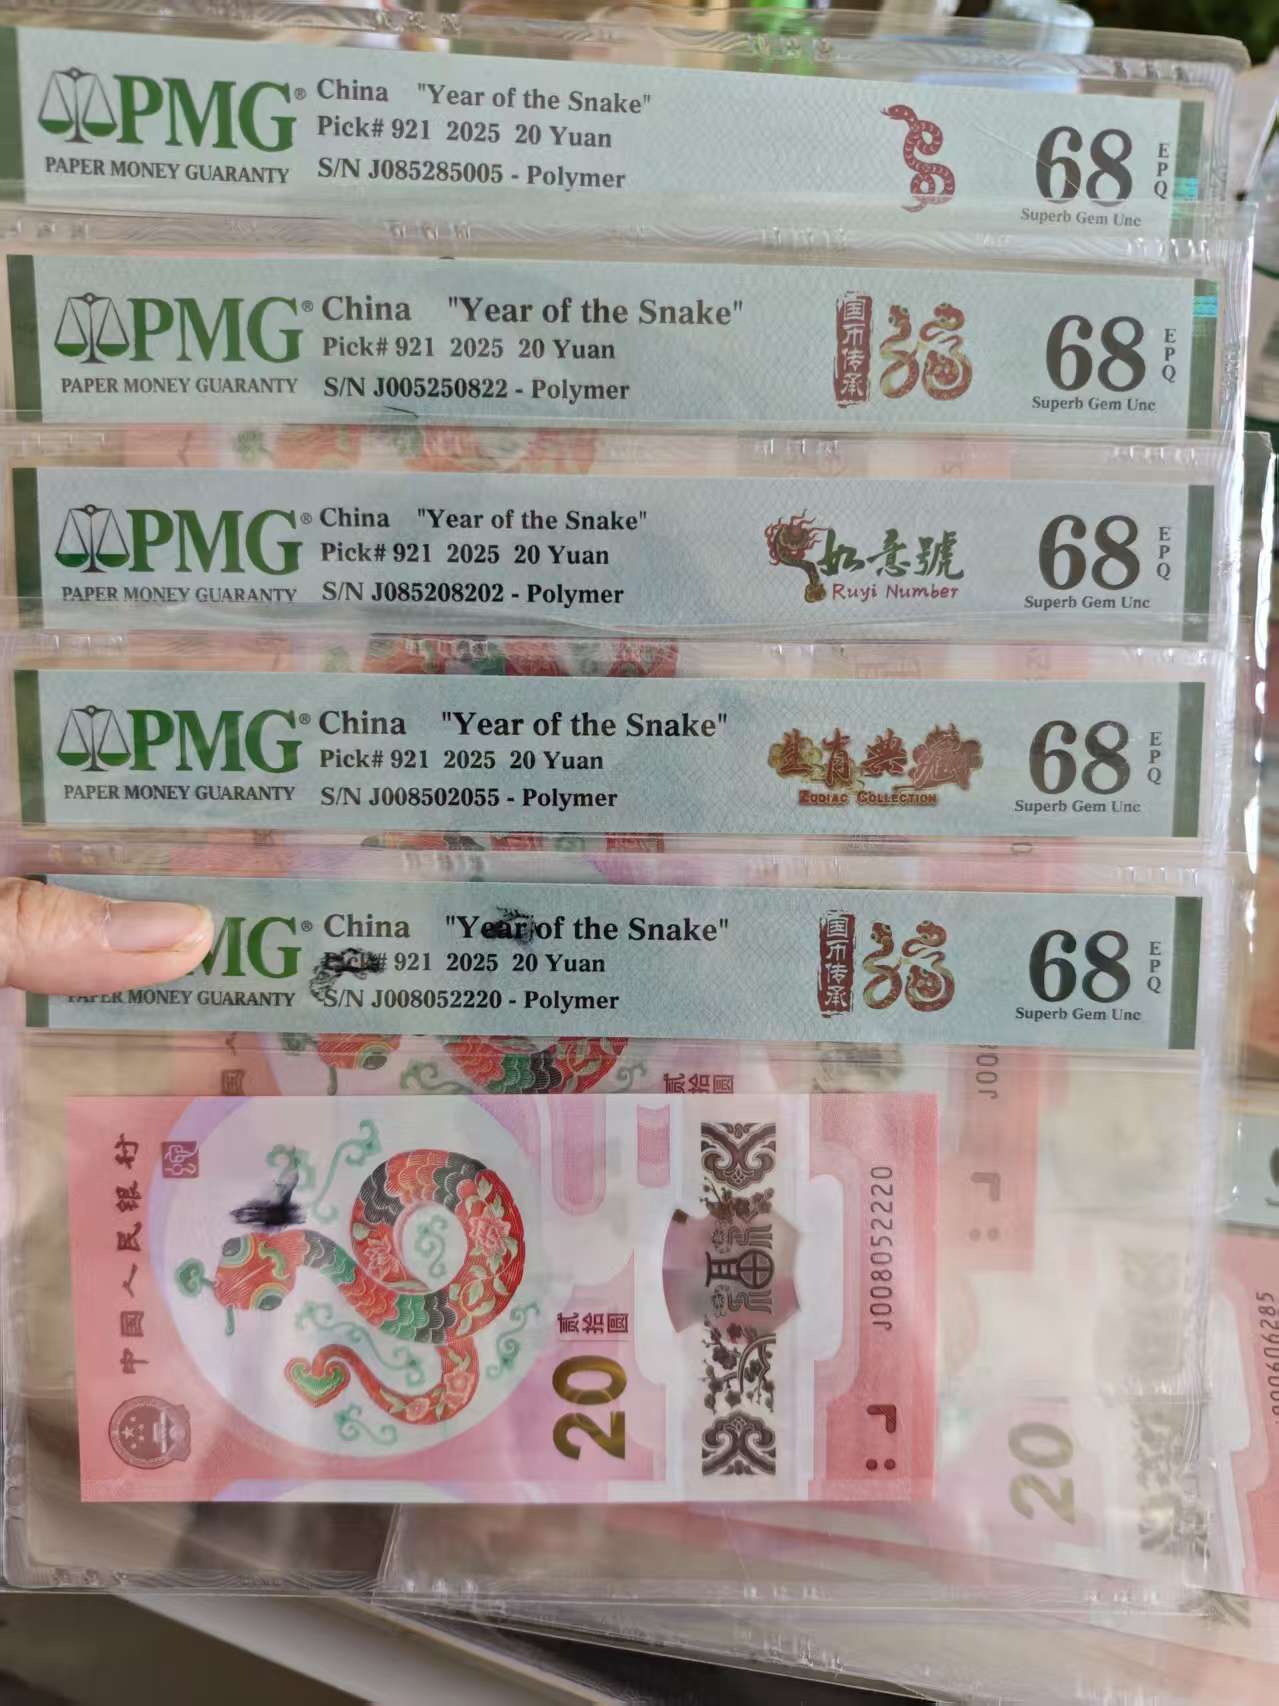 PMG®
PAPER MONEY GUARANTY
China "Year of the Snake"
Pick# 921 2025 20 Yuan
S/N J085285005 - Polymer
68
EPQ
Superb Gem Unc
PMG®
PAPER MONEY GUARANTY
China "Year of the Snake"
Pick# 921 2025 20 Yuan
S/N J005250822 - Polymer
国币传承
福
68
EPQ
Superb Gem Unc
PMG®
PAPER MONEY GUARANTY
China "Year of the Snake"
Pick# 921 2025 20 Yuan
S/N J085208202 - Polymer
如意號
Ruyi Number
68
EPQ
Superb Gem Unc
PMG®
PAPER MONEY GUARANTY
China "Year of the Snake"
Pick# 921 2025 20 Yuan
S/N J008502055 - Polymer
生肖典藏
Zodiac Collection
68
EPQ
Superb Gem Unc
MG®
PAPER MONEY GUARANTY
China "Year of the Snake"
Pick# 921 2025 20 Yuan
S/N J008052220 - Polymer
国币传承
福
68
EPQ
Superb Gem Unc
中国人民银行
贰拾圆
20
福
J008052220
贰拾圆
J008
20
J000606285